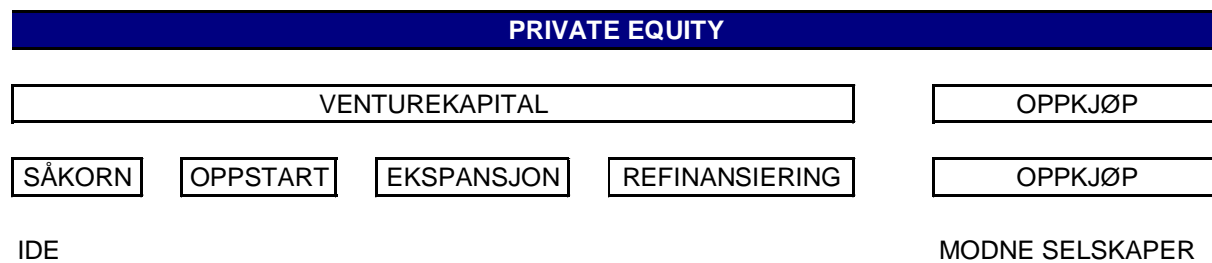 PRIVATE EQUITY
VENTUREKAPITAL OPPKJØP
SÅKORN OPPSTART EKSPANSJON REFINANSIERING OPPKJØP
IDE MODNE SELSKAPER